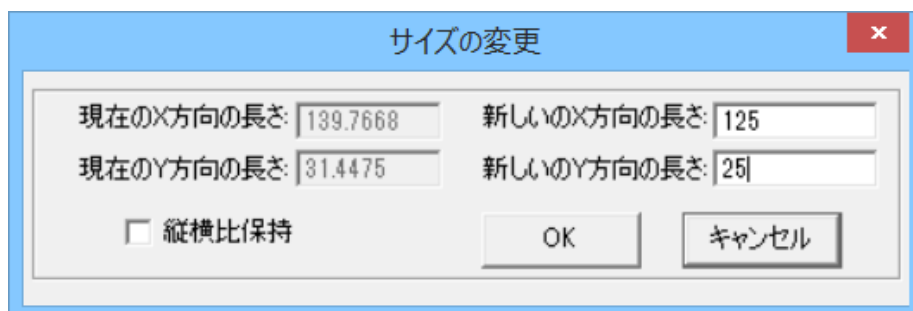 サイズの変更
現在のX方向の長さ: 139.7668 新しいのX方向の長さ: 125
現在のY方向の長さ: 31.4475 新しいのY方向の長さ: 25
縦横比保持 OK キャンセル